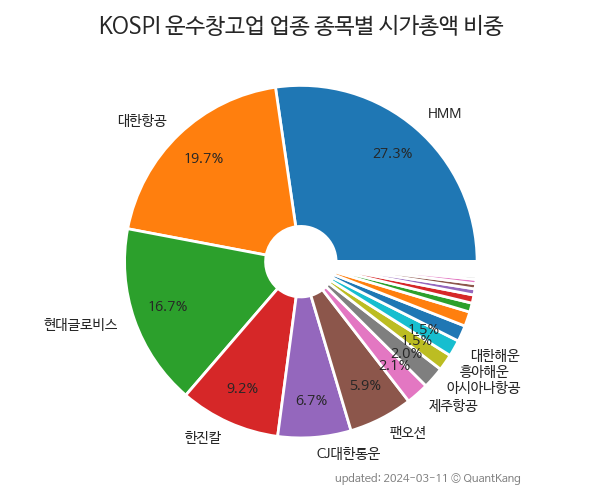 KOSPI 운수창고업 업종 종목별 시가총액 비중
HMM
27.3%
대한항공
19.7%
현대글로비스
16.7%
한진칼
9.2%
CJ대한통운
6.7%
팬오션
5.9%
제주항공
2.1%
아시아나항공
2.0%
흥아해운
1.5%
대한해운
1.5%
updated: 2024-03-11 © QuantKang